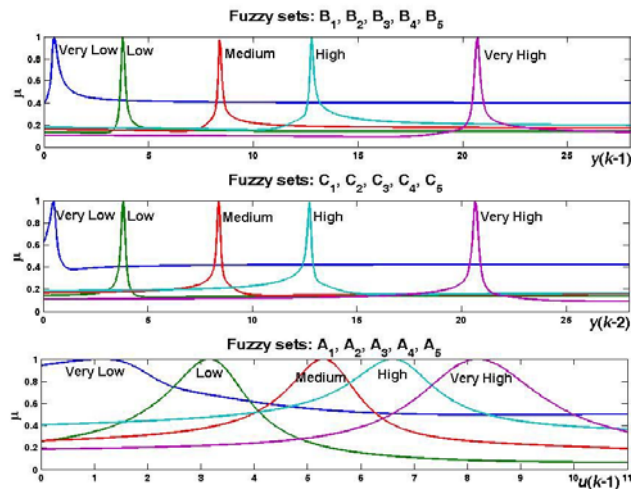 Fuzzy sets: B1, B2, B3, B4, B5
1
0.8
0.6
0.4
0.2
0
μ
Very Low Low Medium High Very High
0 5 10 15 20 25
y(k-1)
Fuzzy sets: C1, C2, C3, C4, C5
1
0.8
0.6
0.4
0.2
0
μ
Very Low Low Medium High Very High
0 5 10 15 20 25
y(k-2)
Fuzzy sets: A1, A2, A3, A4, A5
1
0.8
0.6
0.4
0.2
0
μ
Very Low Low Medium High Very High
0 1 2 3 4 5 6 7 8 9 10 11
u(k-1)